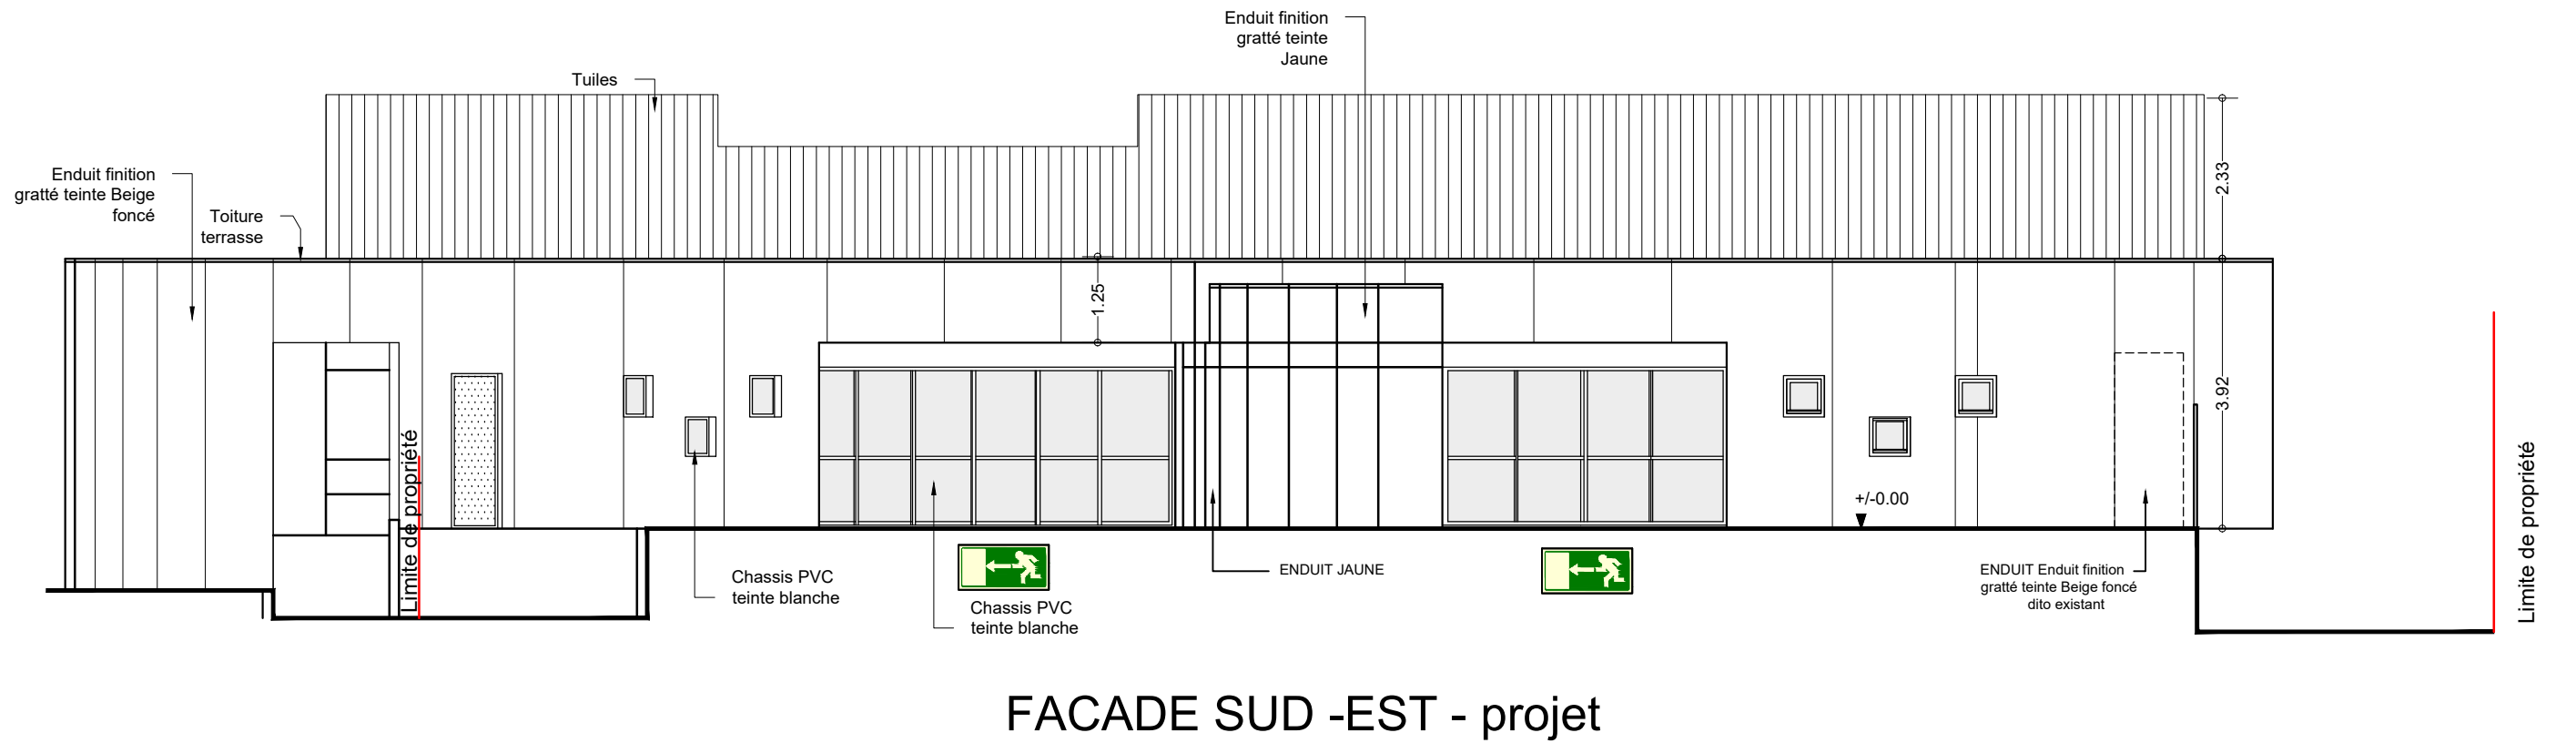 Enduit finition
gratté teinte
Jaune
Tuiles
Enduit finition
gratté teinte Beige
foncé
Toiture
terrasse
2.33
1.25
3.92
Limite de propriété
+/-0.00
Limite de propriété
Chassis PVC
teinte blanche
Chassis PVC
teinte blanche
ENDUIT JAUNE
ENDUIT Enduit finition
gratté teinte Beige foncé
dito existant
FACADE SUD -EST - projet